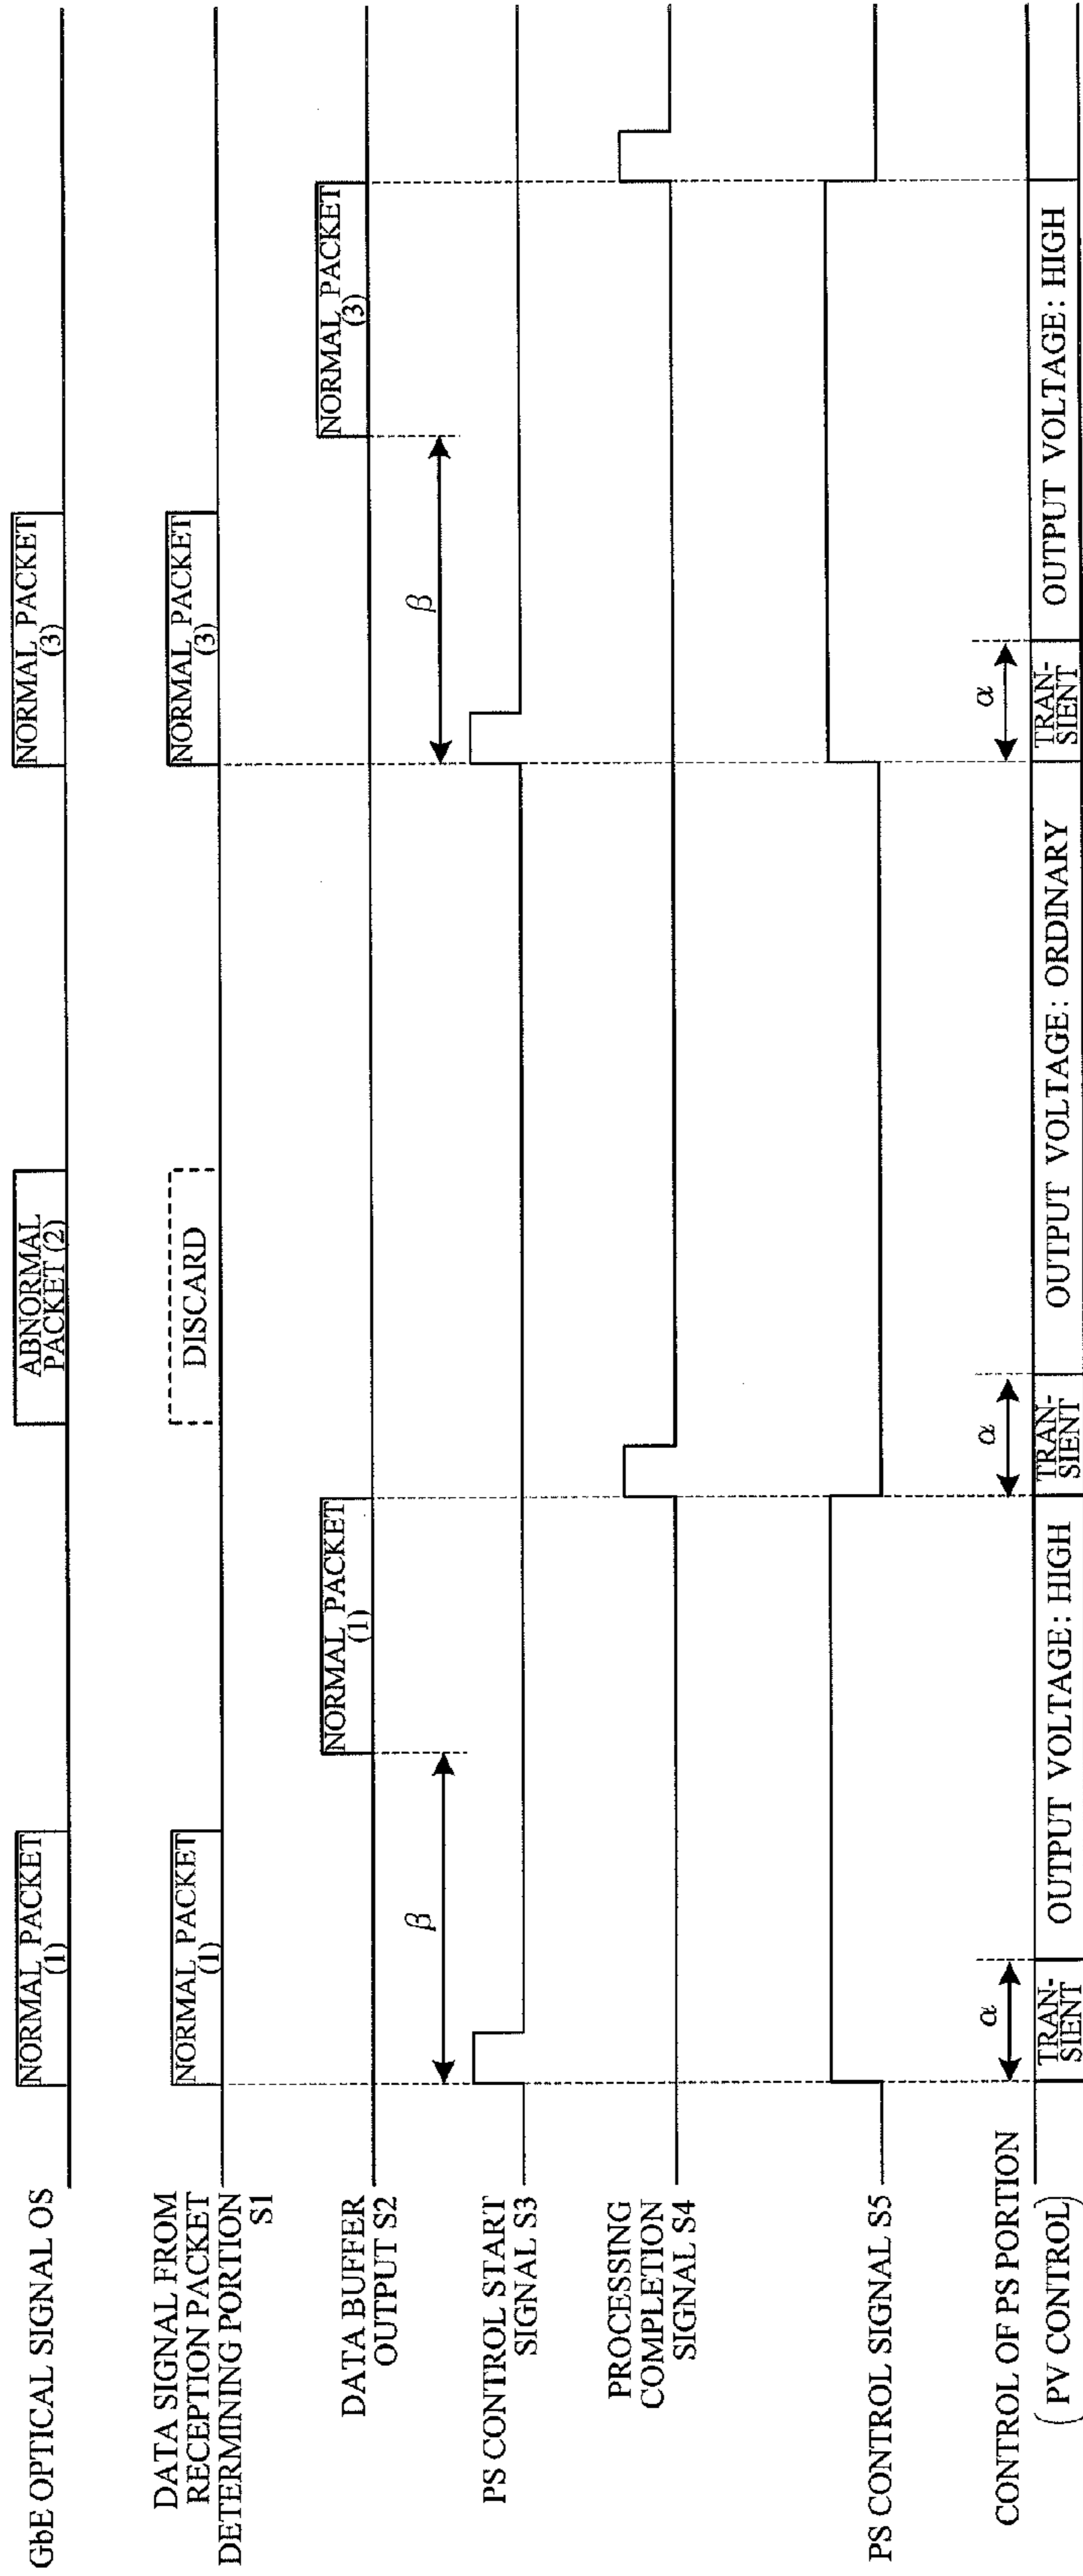 GbE OPTICAL SIGNAL OS
NORMAL PACKET
(1)
ABNORMAL
PACKET (2)
NORMAL PACKET
(3)
DATA SIGNAL FROM
RECEPTION PACKET
DETERMINING PORTION
S1
NORMAL PACKET
(1)
DISCARD
NORMAL PACKET
(3)
DATA BUFFER
OUTPUT S2
NORMAL PACKET
(1)
NORMAL PACKET
(3)
β
β
PS CONTROL START
SIGNAL S3
PROCESSING
COMPLETION
SIGNAL S4
PS CONTROL SIGNAL S5
α
α
α
CONTROL OF PS PORTION
(PV CONTROL)
TRAN-
SIENT
OUTPUT VOLTAGE: HIGH
TRAN-
SIENT
OUTPUT VOLTAGE: ORDINARY
TRAN-
SIENT
OUTPUT VOLTAGE: HIGH